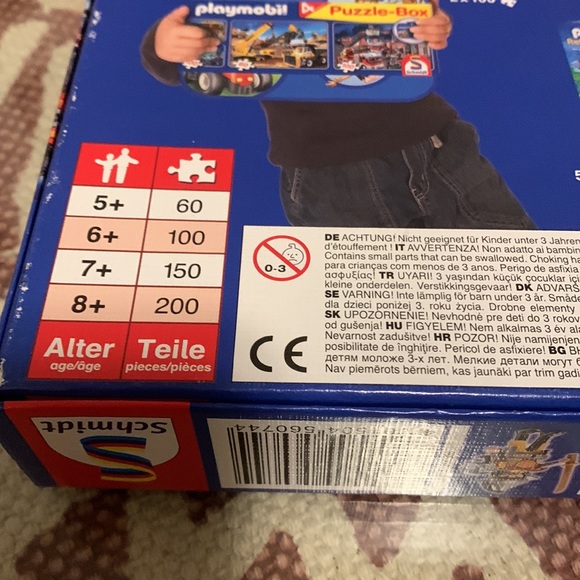 playmobil Puzzle-Box
Schmidt
5+ 60
6+ 100
7+ 150
8+ 200
Alter Teile
age/âge pieces/pièces
0-3
CE
DE ACHTUNG! Nicht geeignet für Kinder unter 3 Jahren
d'étouffement ! IT AVVERTENZA! Non adatto ai bambin
Contains small parts that can be swallowed. Choking ha
para crianças com menos de 3 anos. Perigo de asfixia
ασφυξίας! TR UYARI! 3 yaşından küçük çocuklar iç
kleine onderdelen. Verstikkingsgevaar! DK ADVARS
SE VARNING! Inte lämplig för barn under 3 år. Småde
dla dzieci poniżej 3. roku życia. Drobne elementy
SK UPOZORNENIE! Nevhodné pre deti do 3 rokov
od gušenja! HU FIGYELEM! Nem alkalmas 3 év al
Nevarnost zadušitve! HR POZOR! Nije namijenjen
posibilitate de înghițire. Pericol de asfixiere! BG
детям моложе 3-х лет. Мелкие детали могут
Nav piemērots bērniem, kas jaunāki par trim gadi
Schmidt
504 560744